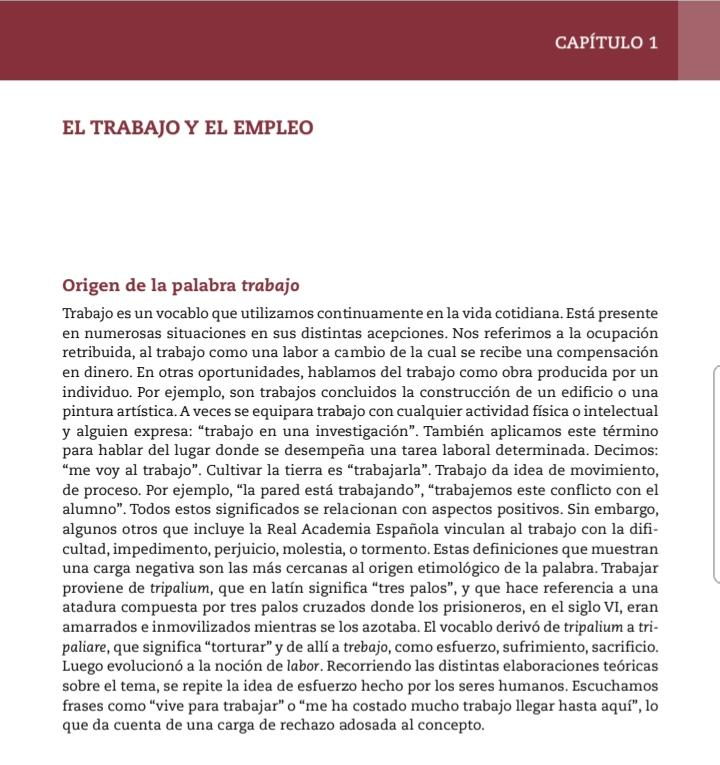 CAPÍTULO 1
EL TRABAJO Y EL EMPLEO
Origen de la palabra trabajo
Trabajo es un vocablo que utilizamos continuamente en la vida cotidiana. Está presente
en numerosas situaciones en sus distintas acepciones. Nos referimos a la ocupación
retribuida, al trabajo como una labor a cambio de la cual se recibe una compensación
en dinero. En otras oportunidades, hablamos del trabajo como obra producida por un
individuo. Por ejemplo, son trabajos concluidos la construcción de un edificio o una
pintura artística. A veces se equipara trabajo con cualquier actividad física o intelectual
y alguien expresa: “trabajo en una investigación”. También aplicamos este término
para hablar del lugar donde se desempeña una tarea laboral determinada. Decimos:
“me voy al trabajo”. Cultivar la tierra es “trabajarla”. Trabajo da idea de movimiento,
de proceso. Por ejemplo, “la pared está trabajando”, “trabajemos este conflicto con el
alumno”. Todos estos significados se relacionan con aspectos positivos. Sin embargo,
algunos otros que incluye la Real Academia Española vinculan al trabajo con la difi-
cultad, impedimento, perjuicio, molestia, o tormento. Estas definiciones que muestran
una carga negativa son las más cercanas al origen etimológico de la palabra. Trabajar
proviene de tripalium, que en latín significa “tres palos”, y que hace referencia a una
atadura compuesta por tres palos cruzados donde los prisioneros, en el siglo VI, eran
amarrados e inmovilizados mientras se los azotaba. El vocablo derivó de tripalium a tri-
paliare, que significa “torturar” y de allí a trebajo, como esfuerzo, sufrimiento, sacrificio.
Luego evolucionó a la noción de labor. Recorriendo las distintas elaboraciones teóricas
sobre el tema, se repite la idea de esfuerzo hecho por los seres humanos. Escuchamos
frases como “vive para trabajar” o “me ha costado mucho trabajo llegar hasta aquí”, lo
que da cuenta de una carga de rechazo adosada al concepto.